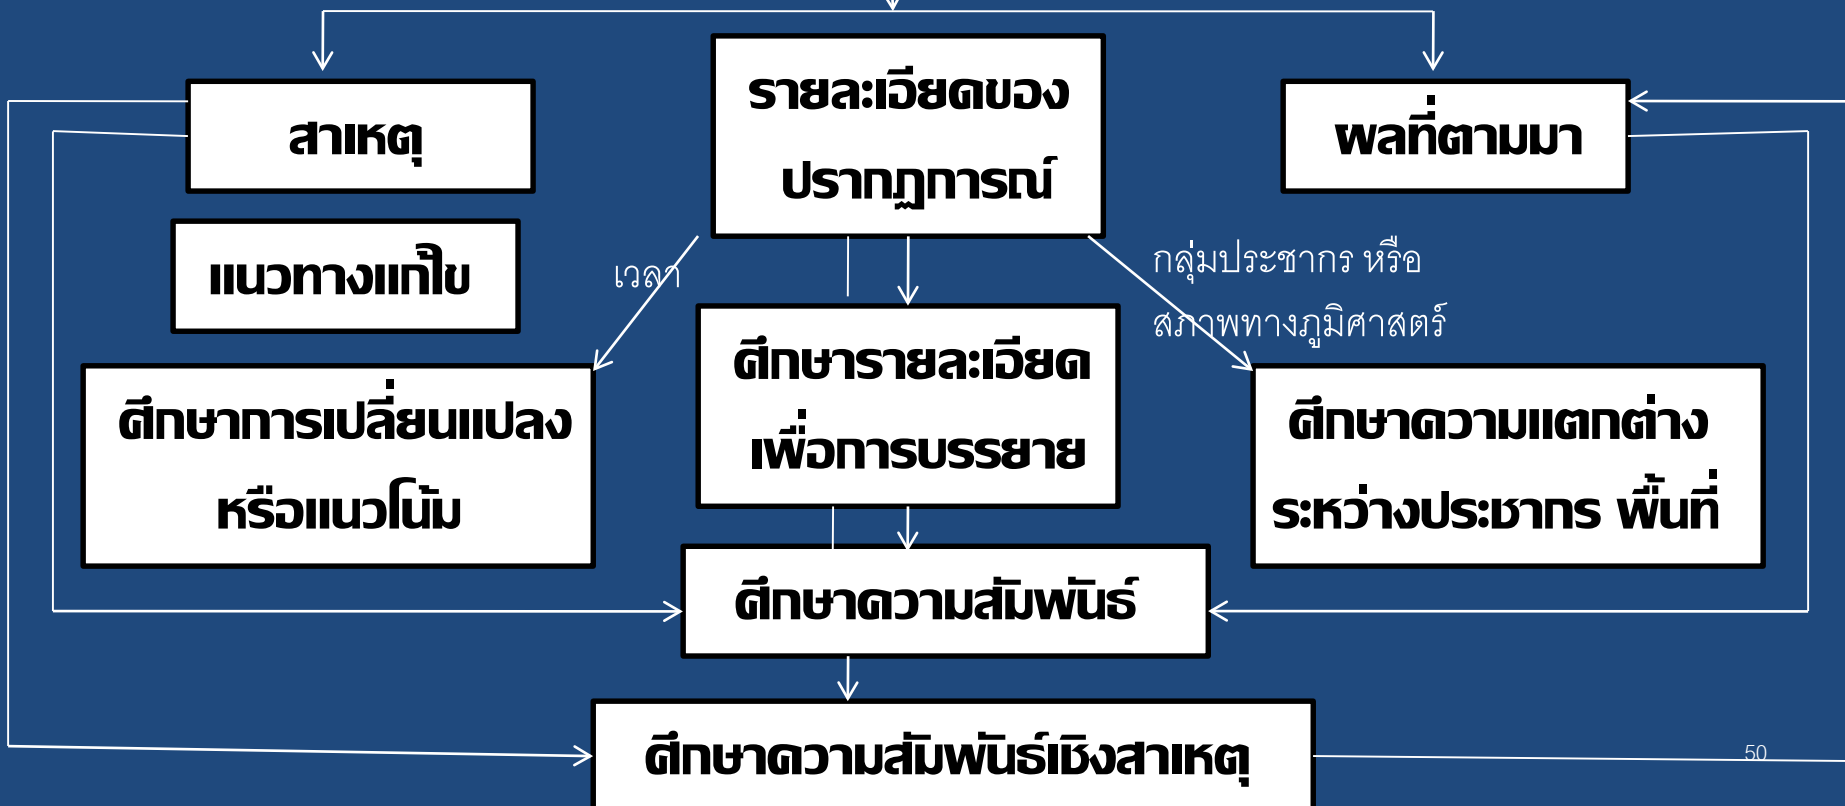 สาเหตุ
รายละเอียดของ
ปรากฏการณ์
ผลที่ตามมา
แนวทางแก้ไข
เวลา
กลุ่มประชากร หรือ
สภาพทางภูมิศาสตร์
ศึกษาการเปลี่ยนแปลง
หรือแนวโน้ม
ศึกษารายละเอียด
เพื่อการบรรยาย
ศึกษาความแตกต่าง
ระหว่างประชากร พื้นที่
ศึกษาความสัมพันธ์
ศึกษาความสัมพันธ์เชิงสาเหตุ
50